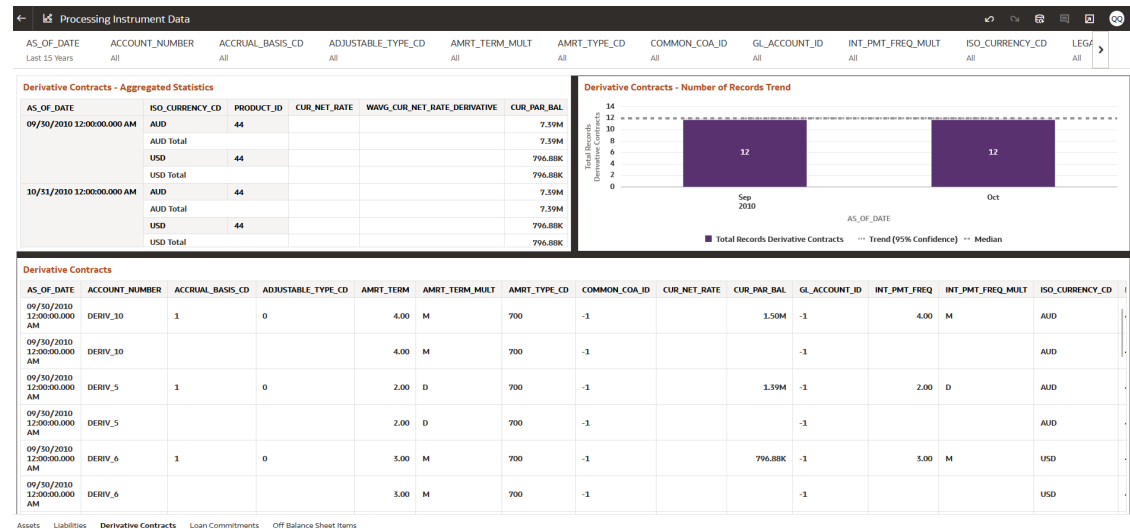 Processing Instrument Data
QQ
AS_OF_DATE ACCOUNT_NUMBER ACCRUAL_BASIS_CD ADJUSTABLE_TYPE_CD AMRT_TERM_MULT AMRT_TYPE_CD COMMON_COA_ID GL_ACCOUNT_ID INT_PMT_FREQ_MULT ISO_CURRENCY_CD LEGA
Last 15 Years All All All All All All All All All All
Derivative Contracts - Aggregated Statistics
AS_OF_DATE ISO_CURRENCY_CD PRODUCT_ID CUR_NET_RATE WAVG_CUR_NET_RATE_DERIVATIVE CUR_PAR_BAL
09/30/2010 12:00:00.000 AM AUD 44 7.39M
AUD Total 7.39M
USD 44 796.88K
USD Total 796.88K
10/31/2010 12:00:00.000 AM AUD 44 7.39M
AUD Total 7.39M
USD 44 796.88K
USD Total 796.88K
Derivative Contracts - Number of Records Trend
Total Records
Derivative Contracts
14
12
10
8
6
4
2
0
12 12
Sep Oct
2010
AS_OF_DATE
Total Records Derivative Contracts Trend (95% Confidence) Median
Derivative Contracts
AS_OF_DATE ACCOUNT_NUMBER ACCRUAL_BASIS_CD ADJUSTABLE_TYPE_CD AMRT_TERM AMRT_TERM_MULT AMRT_TYPE_CD COMMON_COA_ID CUR_NET_RATE CUR_PAR_BAL GL_ACCOUNT_ID INT_PMT_FREQ INT_PMT_FREQ_MULT ISO_CURRENCY_CD
09/30/2010
12:00:00.000 DERIV_10 1 0 4.00 M 700 -1 1.50M -1 4.00 M AUD
AM
09/30/2010
12:00:00.000 DERIV_10 4.00 M 700 -1 -1 AUD
AM
09/30/2010
12:00:00.000 DERIV_5 1 0 2.00 D 700 -1 1.39M -1 2.00 D AUD
AM
09/30/2010
12:00:00.000 DERIV_5 2.00 D 700 -1 -1 AUD
AM
09/30/2010
12:00:00.000 DERIV_6 1 0 3.00 M 700 -1 796.88K -1 3.00 M USD
AM
09/30/2010
12:00:00.000 DERIV_6 3.00 M 700 -1 -1 USD
AM
Assets Liabilities Derivative Contracts Loan Commitments Off Balance Sheet Items